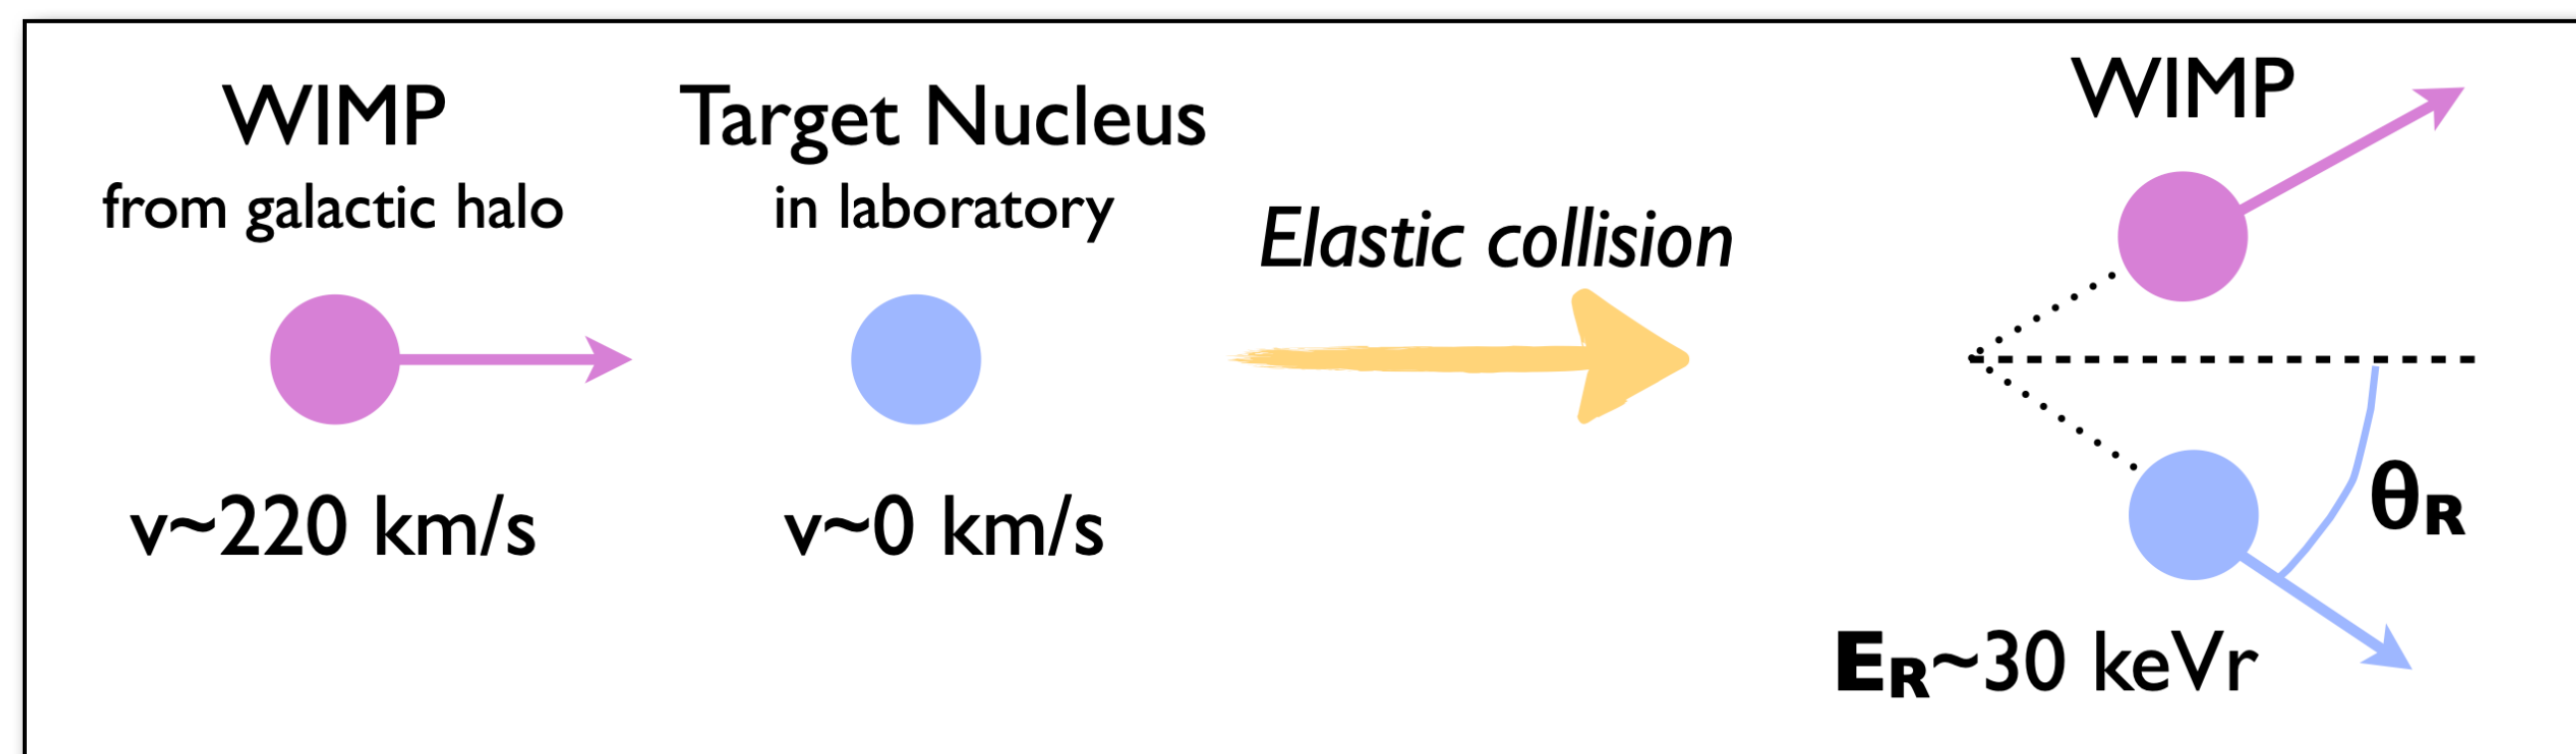 WIMP
from galactic halo
v~220 km/s
Target Nucleus
in laboratory
v~0 km/s
Elastic collision
WIMP
θR
ER~30 keVr